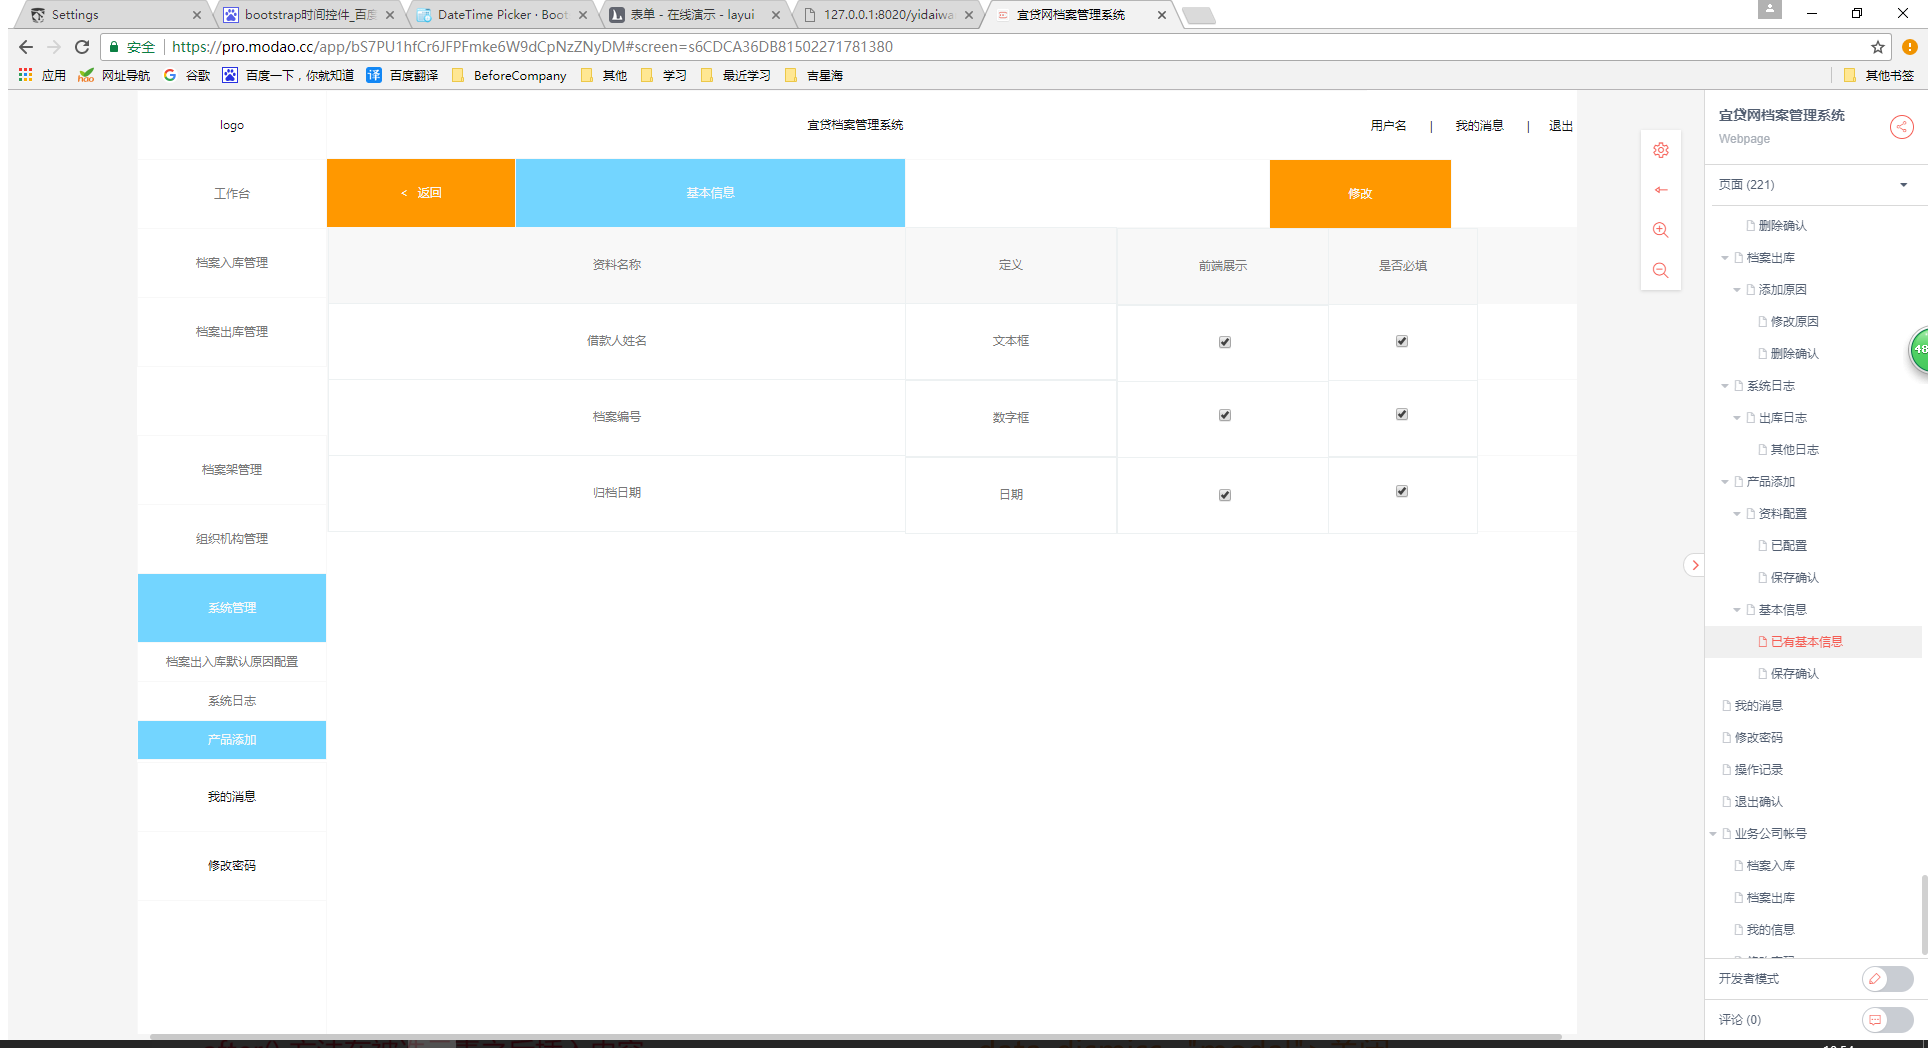 Settings
bootstrap时间控件_百度
DateTime Picker · Boot
表单 - 在线演示 - layui
127.0.0.1:8020/yidaiwa
宜贷网档案管理系统
安全
https://pro.modao.cc/app/bS7PU1hfCr6JFPFmke6W9dCpNzZNyDM#screen=s6CDCA36DB81502271781380
应用
网址导航
谷歌
百度一下，你就知道
译
百度翻译
BeforeCompany
其他
学习
最近学习
吉星海
其他书签
logo
宜贷档案管理系统
用户名 | 我的消息 | 退出
工作台
< 返回
基本信息
修改
档案入库管理
资料名称
定义
前端展示
是否必填
档案出库管理
借款人姓名
文本框
档案编号
数字框
档案架管理
归档日期
日期
组织机构管理
系统管理
档案出入库默认原因配置
系统日志
产品添加
我的消息
修改密码
宜贷网档案管理系统
Webpage
页面 (221)
删除确认
档案出库
添加原因
修改原因
删除确认
48
系统日志
出库日志
其他日志
产品添加
资料配置
已配置
保存确认
基本信息
已有基本信息
保存确认
我的消息
修改密码
操作记录
退出确认
业务公司帐号
档案入库
档案出库
我的信息
开发者模式
评论 (0)